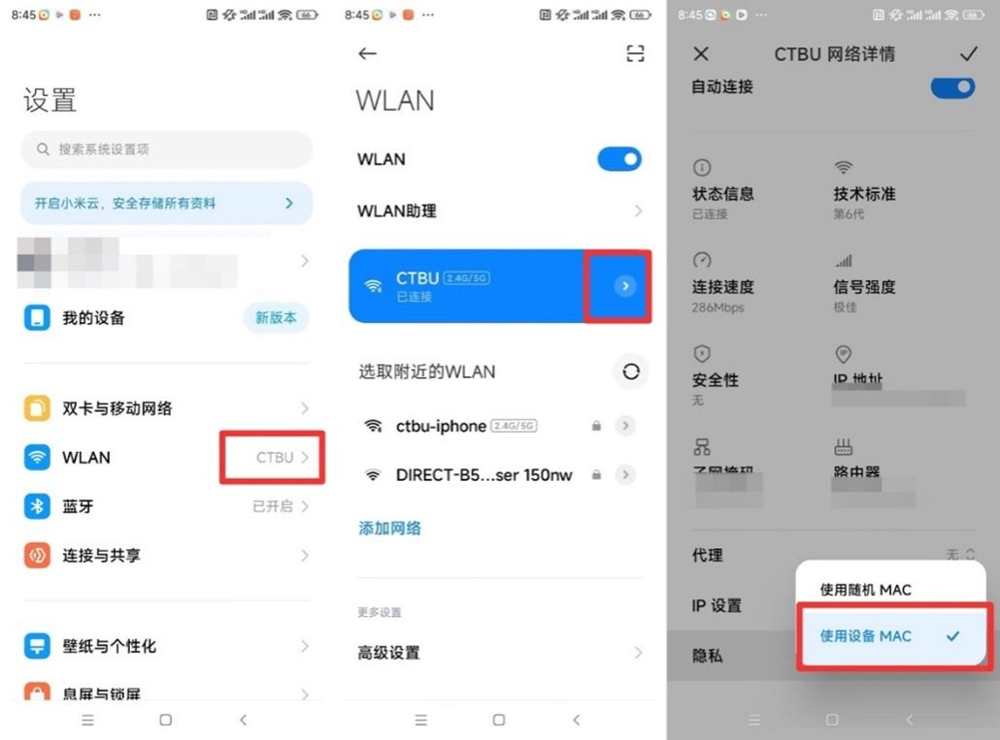 8:45
66
设置
搜索系统设置项
开启小米云，安全存储所有资料
我的设备
新版本
双卡与移动网络
WLAN
CTBU
蓝牙
已开启
连接与共享
壁纸与个性化
息屏与锁屏
8:45
66
WLAN
WLAN
WLAN助理
CTBU 2.4G/5G
已连接
选取附近的WLAN
ctbu-iphone 2.4G/5G
DIRECT-B5...ser 150nw
添加网络
更多设置
高级设置
8:45
66
CTBU 网络详情
自动连接
状态信息
已连接
技术标准
第6代
连接速度
286Mbps
信号强度
极佳
安全性
无
IP
IP 地址
子网掩码
路由器
代理
无
使用随机 MAC
IP 设置
使用设备 MAC
隐私